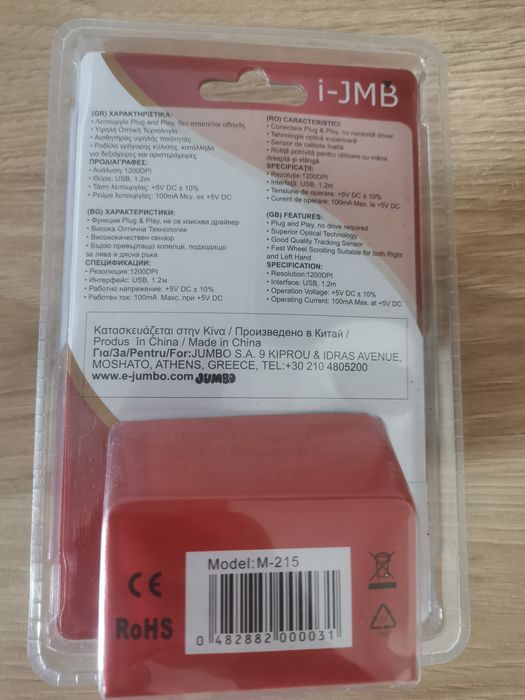 i-JMB
(GR) ΧΑΡΑΚΤΗΡΙΣΤΙΚΑ:
• Λειτουργία Plug and Play, δεν απαιτείται οδηγός
• Υψηλή Οπτική Τεχνολογία
• Αισθητήρας υψηλής ποιότητας
• Ροδέλα γρήγορης κύλισης, κατάλληλο
για δεξιόχειρες και αριστερόχειρες
ΠΡΟΔΙΑΓΡΑΦΕΣ:
• Ανάλυση: 1200DPI
• Θύρα: USB, 1.2m
• Τάση λειτουργίας: +5V DC ± 10%
• Ρεύμα λειτουργίας: 100mA Μεγ. σε +5V DC
(RO) CARACTERISTICI:
• Conectare Plug & Play, nu necesită driver
• Tehnologie optică superioară
• Senzor de calitate înaltă
• Rotiță potrivită pentru utilizare cu mâna
dreaptă și stângă
SPECIFICAȚII:
• Rezoluția:1200DPI
• Interfață: USB, 1.2m
• Tensiune de operare: +5V DC ± 10%
• Curent de operare: 100mA Max. la +5V DC
(BG) ХАРАКТЕРИСТИКИ:
• Функция Plug & Play, не се изисква драйвер
• Висока Оптична Технология
• Висококачествен сензор
• Бързо превъртащо колелце, подходящо
за лява и дясна ръка
СПЕЦИФИКАЦИИ:
• Резолюция: 1200DPI
• Интерфейс: USB, 1.2м
• Работно напрежение: +5V DC ± 10%
• Работен ток: 100mA Макс. при +5V DC
(GB) FEATURES:
• Plug and Play, no drive required
• Superior Optical Technology
• Good Quality Tracking Sensor
• Fast Wheel Scrolling Suitable for both Right
and Left Hand
SPECIFICATION:
• Resolution:1200DPI
• Interface: USB, 1.2m
• Operation Voltage: +5V DC ± 10%
• Operating Current: 100mA Max. at +5V DC
Κατασκευάζεται στην Κίνα / Произведено в Китай /
Produs în China / Made in China
Για/За/Pentru/For:JUMBO S.A. 9 KIPROU & IDRAS AVENUE,
MOSHATO, ATHENS, GREECE, TEL:+30 210 4805200
www.e-jumbo.com JUMBO
CE
RoHS
Model:M-215
0 482882 000031